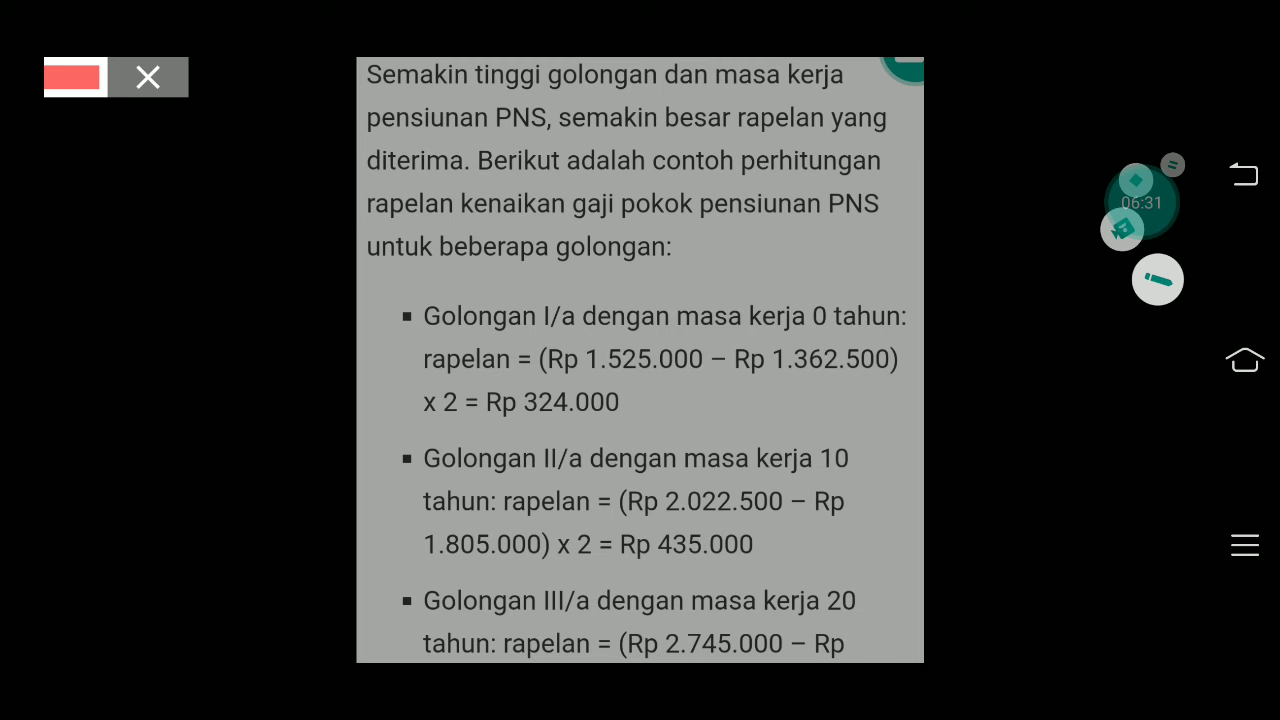 Semakin tinggi golongan dan masa kerja
pensiunan PNS, semakin besar rapelan yang
diterima. Berikut adalah contoh perhitungan
rapelan kenaikan gaji pokok pensiunan PNS
untuk beberapa golongan:
▪ Golongan I/a dengan masa kerja 0 tahun:
rapelan = (Rp 1.525.000 – Rp 1.362.500)
x 2 = Rp 324.000
▪ Golongan II/a dengan masa kerja 10
tahun: rapelan = (Rp 2.022.500 – Rp
1.805.000) x 2 = Rp 435.000
▪ Golongan III/a dengan masa kerja 20
tahun: rapelan = (Rp 2.745.000 – Rp
06:31